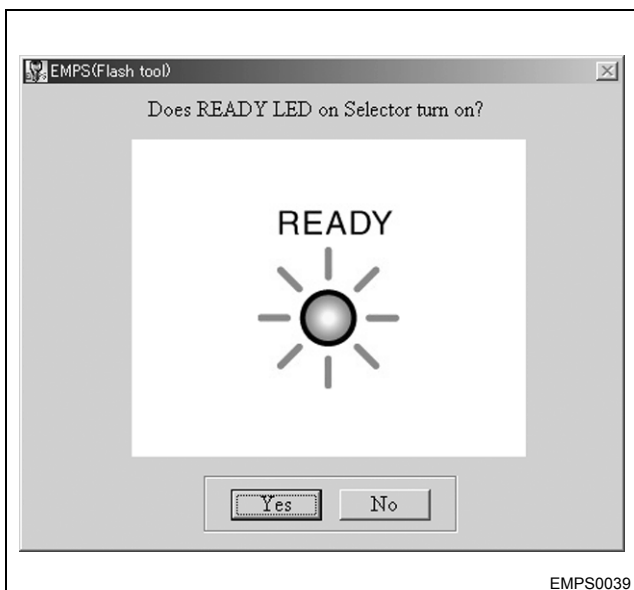 EMPS(Flash tool)
Does READY LED on Selector turn on?
READY
Yes No
EMPS0039